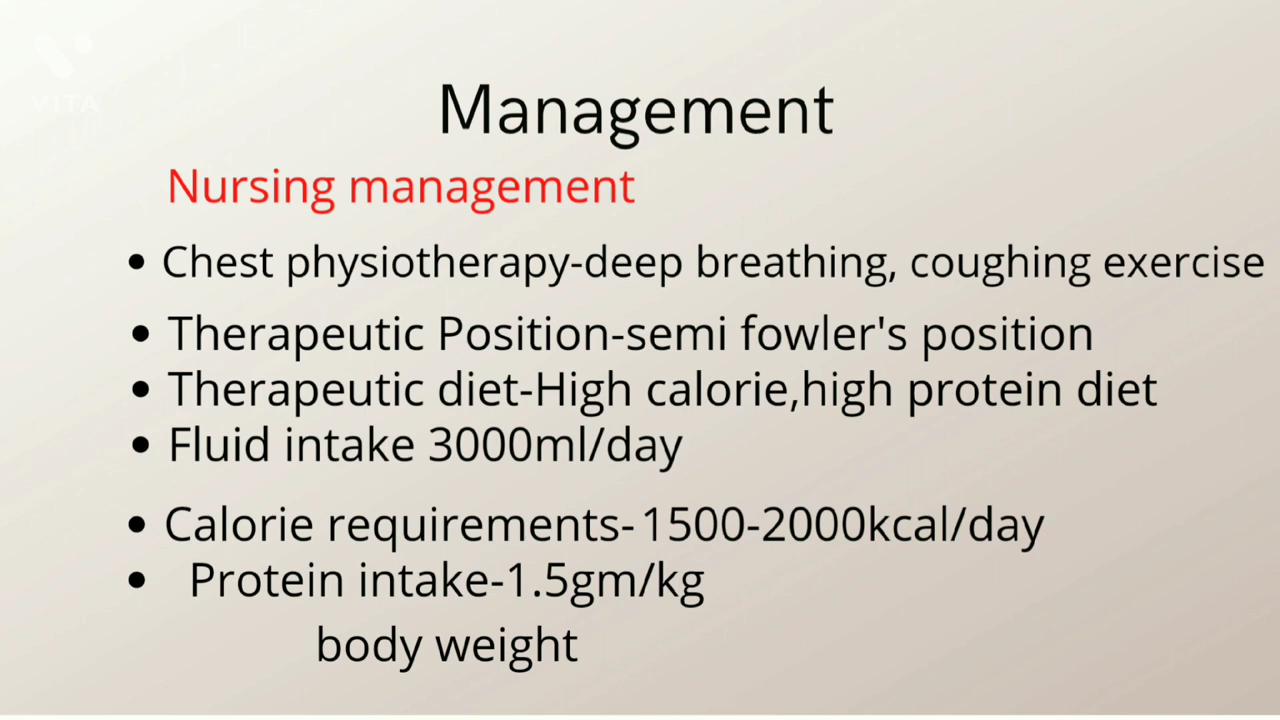 VITA
Management
Nursing management
• Chest physiotherapy-deep breathing, coughing exercise
• Therapeutic Position-semi fowler's position
• Therapeutic diet-High calorie,high protein diet
• Fluid intake 3000ml/day
• Calorie requirements-1500-2000kcal/day
• Protein intake-1.5gm/kg
body weight